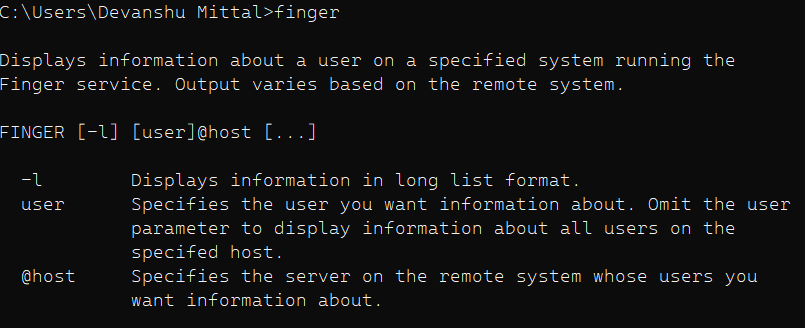 C:\Users\Devanshu Mittal>finger
Displays information about a user on a specified system running the
Finger service. Output varies based on the remote system.
FINGER [-l] [user]@host [...]
-l Displays information in long list format.
user Specifies the user you want information about. Omit the user
parameter to display information about all users on the
specifed host.
@host Specifies the server on the remote system whose users you
want information about.